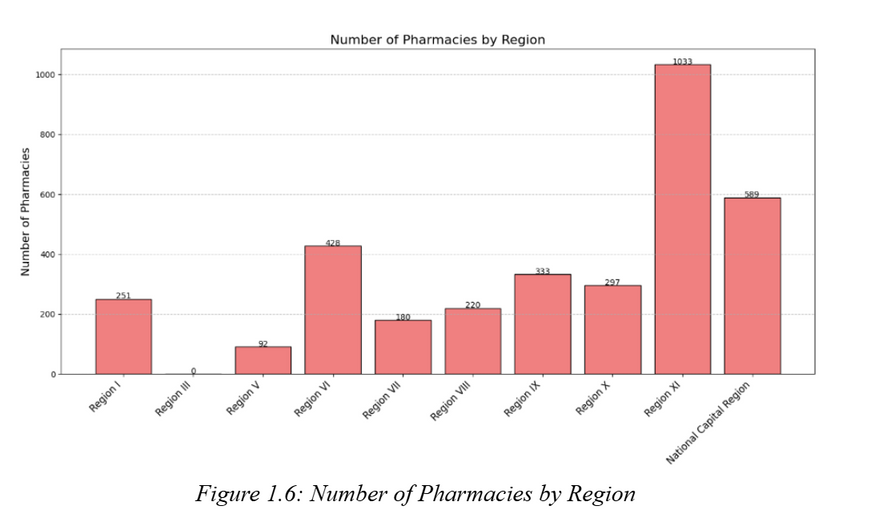 Number of Pharmacies by Region
Number of Pharmacies
1000
800
600
400
200
0
251
0
92
428
180
220
333
297
1033
589
Region I
Region III
Region V
Region VI
Region VII
Region VIII
Region IX
Region X
Region XI
National Capital Region
Figure 1.6: Number of Pharmacies by Region